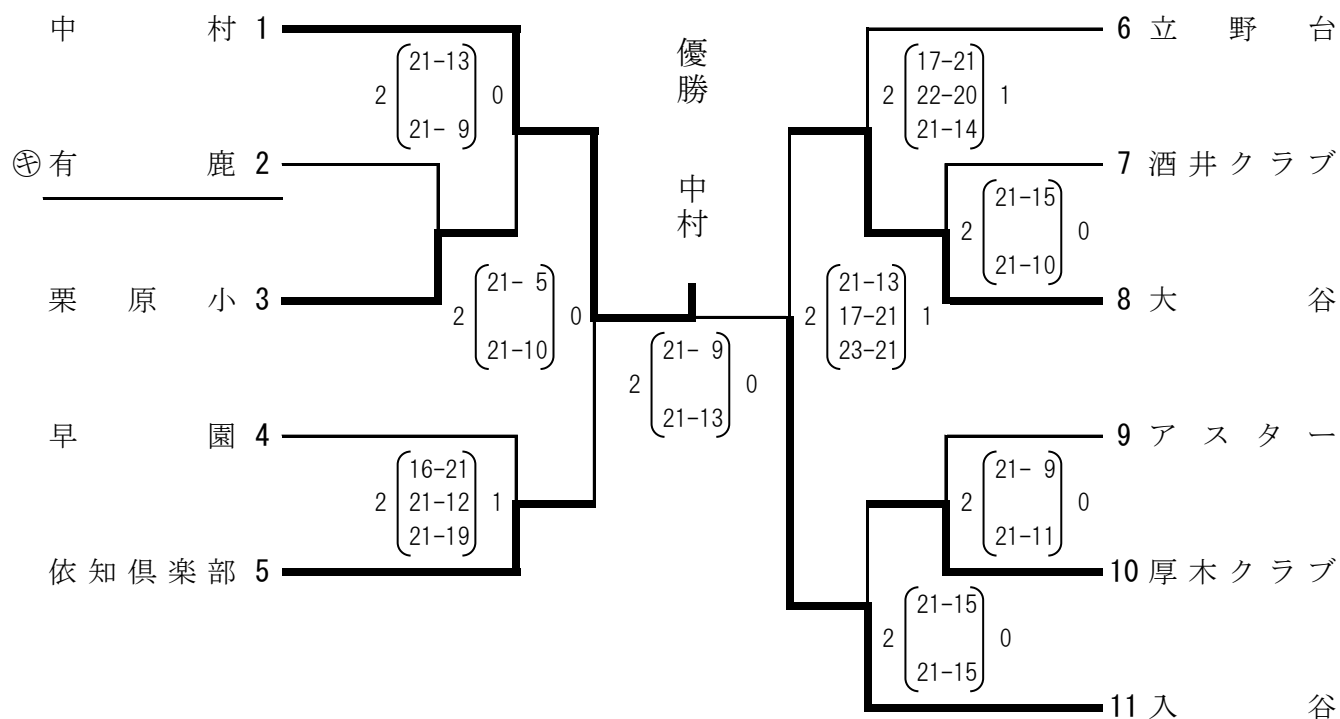 中村 1
2 21-13 0
21- 9
㋖有鹿 2
栗原小 3
2 21- 5 0
21-10
早園 4
16-21
2 21-12 1
21-19
依知倶楽部 5
優勝 中村
2 21- 9 0
21-13
6 立野台
17-21
2 22-20 1
21-14
7 酒井クラブ
2 21-15 0
21-10
8 大谷
21-13
2 17-21 1
23-21
9 アスター
2 21- 9 0
21-11
10 厚木クラブ
2 21-15 0
21-15
11 入谷